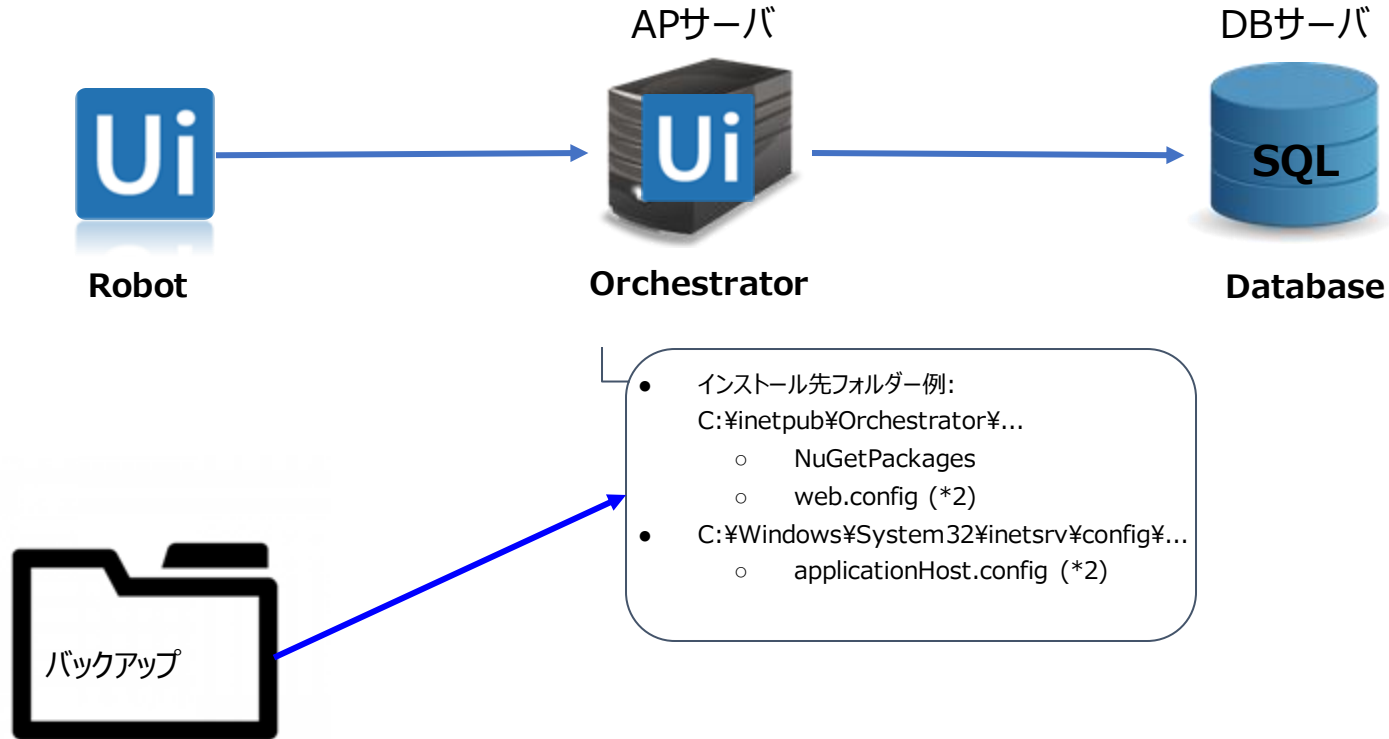 APサーバ
DBサーバ
Ui
Ui
SQL
Robot
Orchestrator
Database
● インストール先フォルダー例:
C:¥inetpub¥Orchestrator¥...
○ NuGetPackages
○ web.config (*2)
● C:¥Windows¥System32¥inetsrv¥config¥...
○ applicationHost.config (*2)
バックアップ